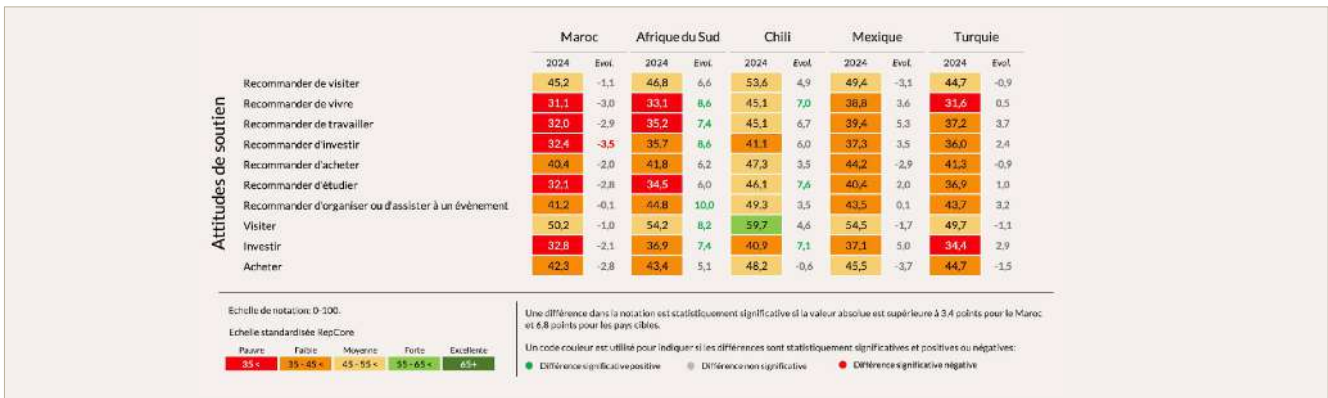 Maroc Afrique du Sud Chili Mexique Turquie
2024 Evol. 2024 Evol. 2024 Evol. 2024 Evol. 2024 Evol.
Attitudes de soutien
Recommander de visiter 45,2 -1,1 46,8 6,6 53,6 4,9 49,4 -3,1 44,7 -0,9
Recommander de vivre 31,1 -3,0 33,1 8,6 45,1 7,0 38,8 3,6 31,6 0,5
Recommander de travailler 32,0 -2,9 35,2 7,4 45,1 6,7 39,4 5,3 37,2 3,7
Recommander d'investir 32,4 -3,5 35,7 8,6 41,1 6,0 37,3 3,5 36,0 2,4
Recommander d'acheter 40,4 -2,0 41,8 6,2 47,3 3,5 44,2 -2,9 41,3 -0,9
Recommander d'étudier 32,1 -2,8 34,5 6,0 46,1 7,6 40,4 2,0 36,9 1,0
Recommander d'organiser ou d'assister à un événement 41,2 -0,1 44,8 10,0 49,3 3,5 43,5 0,1 43,7 3,2
Visiter 50,2 -1,0 54,2 8,2 59,7 4,6 54,5 -1,7 49,7 -1,1
Investir 32,8 -2,1 36,9 7,4 40,9 7,1 37,1 5,0 34,4 2,9
Acheter 42,3 -2,8 43,4 5,1 48,2 -0,6 45,5 -3,7 44,7 -1,5
Echelle de notation: 0-100.
Echelle standardisée RepCore
Pauvre Faible Moyenne Forte Excellente
35 < 35 - 45 < 45 - 55 < 55 - 65 < 65+
Une différence dans la notation est statistiquement significative si la valeur absolue est supérieure à 3,4 points pour le Maroc
et 6,8 points pour les pays cibles.
Un code couleur est utilisé pour indiquer si les différences sont statistiquement significatives et positives ou négatives:
Différence significative positive Différence non significative Différence significative négative